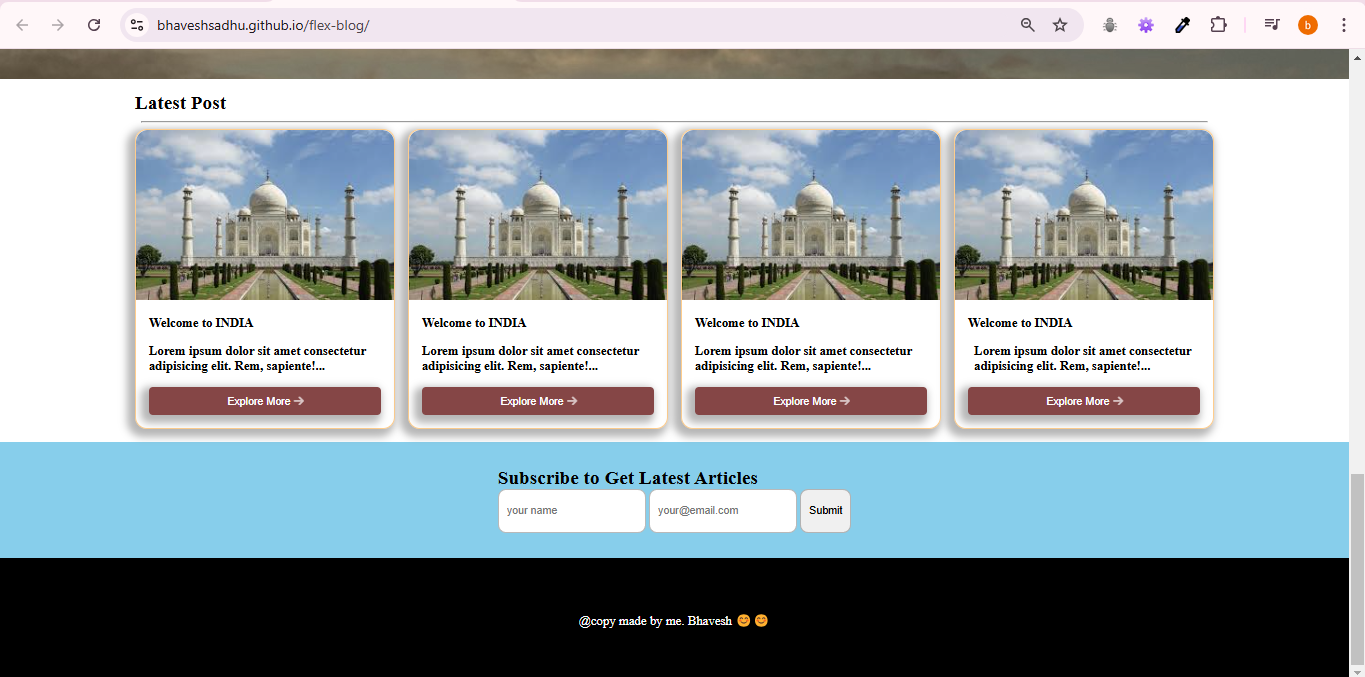 bhaveshsadhu.github.io/flex-blog/
b
Latest Post
Welcome to INDIA
Lorem ipsum dolor sit amet consectetur
adipisicing elit. Rem, sapiente!...
Explore More →
Welcome to INDIA
Lorem ipsum dolor sit amet consectetur
adipisicing elit. Rem, sapiente!...
Explore More →
Welcome to INDIA
Lorem ipsum dolor sit amet consectetur
adipisicing elit. Rem, sapiente!...
Explore More →
Welcome to INDIA
Lorem ipsum dolor sit amet consectetur
adipisicing elit. Rem, sapiente!...
Explore More →
Subscribe to Get Latest Articles
your name your@email.com Submit
@copy made by me. Bhavesh 😊 😊